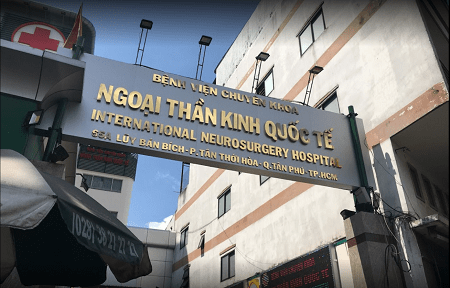 BỆNH VIỆN CHUYÊN KHOA
NGOẠI THẦN KINH QUỐC TẾ
INTERNATIONAL NEUROSURGERY HOSPITAL
65A LŨY BÁN BÍCH-P.TÂN THỚI HÒA-Q.TÂN PHÚ-TP.HCM